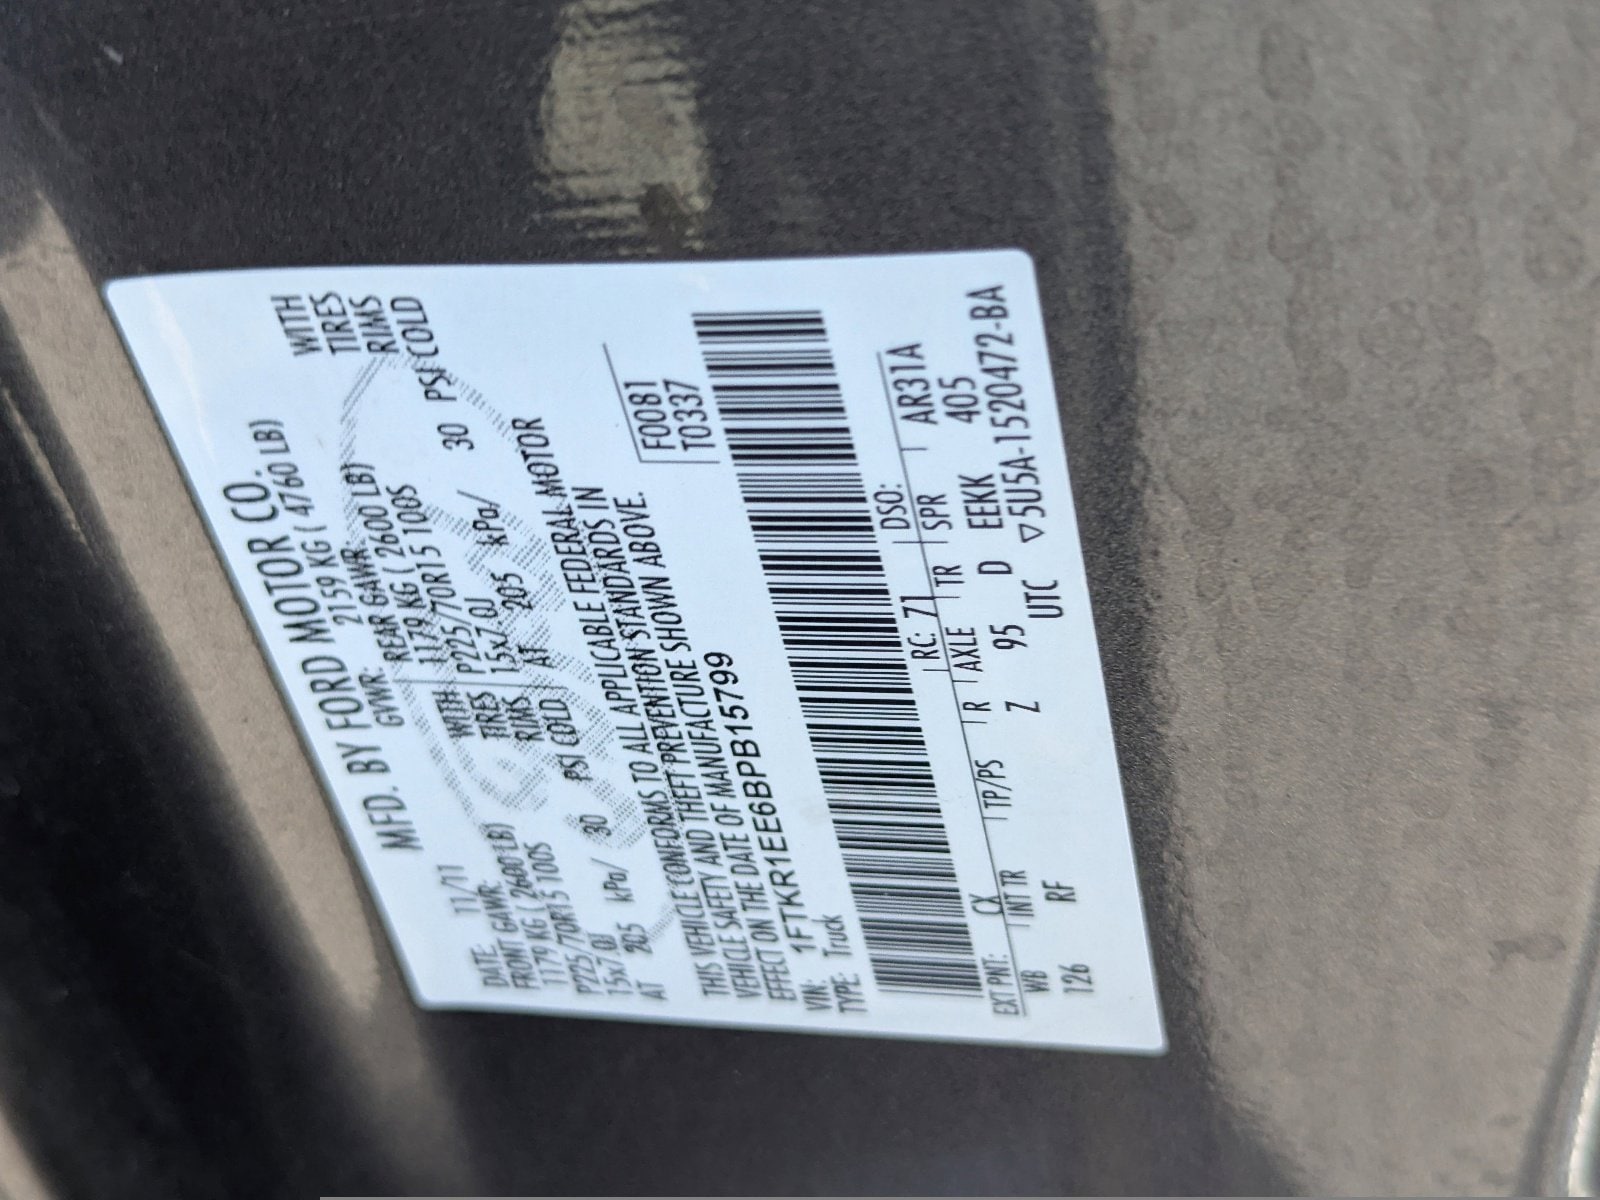 MFD. BY FORD MOTOR CO.
DATE: 11/11 GVWR: 2159 KG ( 4760 LB)
FRONT GAWR: REAR GAWR:
1179 KG ( 2600 LB) WITH 1179 KG ( 2600 LB) WITH
P225/70R15 100S TIRES P225/70R15 100S TIRES
15x7.0J RIMS 15x7.0J RIMS
AT 205 kPa/ 30 PSI COLD AT 205 kPa/ 30 PSI COLD
THIS VEHICLE CONFORMS TO ALL APPLICABLE FEDERAL MOTOR
VEHICLE SAFETY AND THEFT PREVENTION STANDARDS IN
EFFECT ON THE DATE OF MANUFACTURE SHOWN ABOVE.
VIN: 1FTKR1EE6BPB15799 F0081
TYPE: Truck T0337
EXT PNT: CX RC: 71 DSO:
WB INT TR TP/PS R AXLE TR SPR AR31A
126 RF Z 95 D EEKK 405
UTC ▽5U5A-1520472-BA